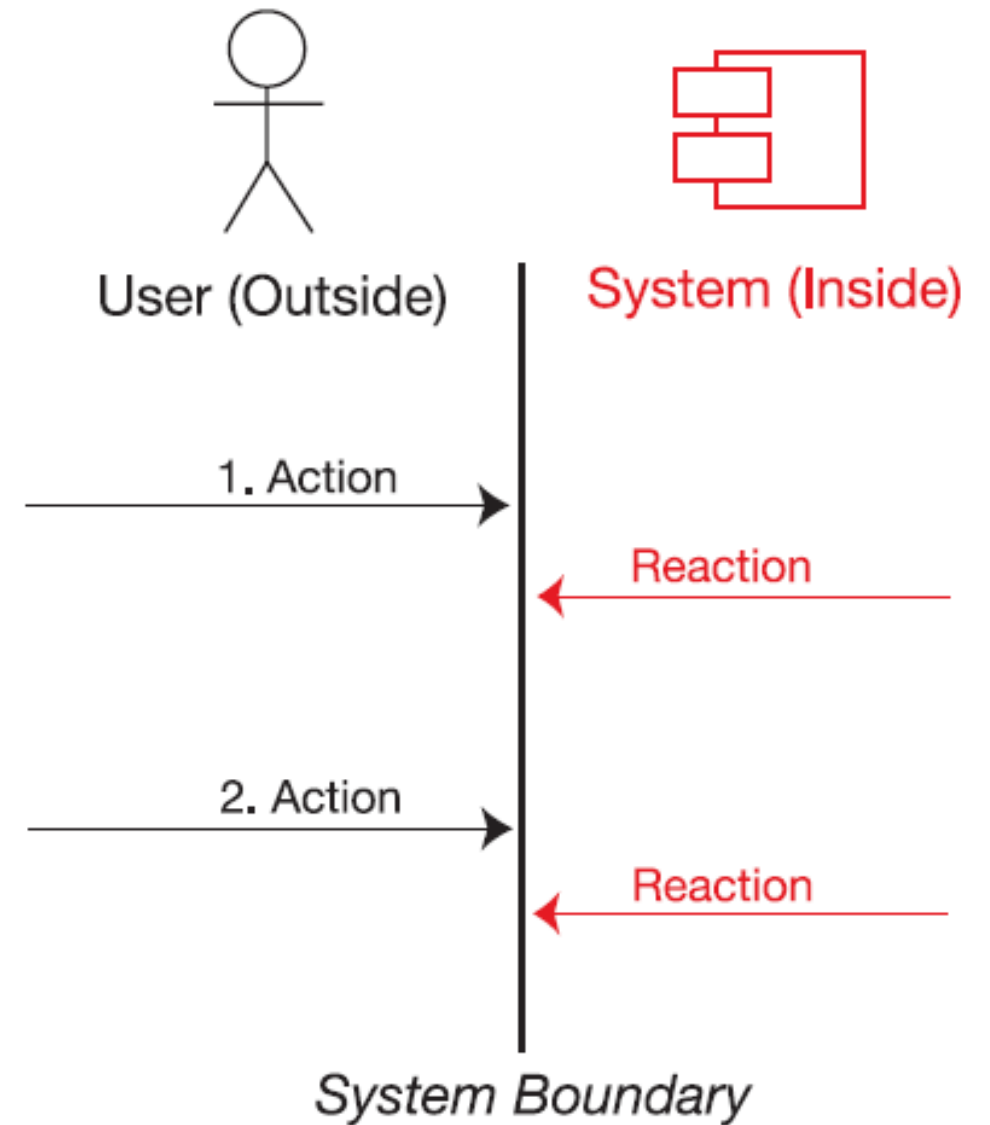 User (Outside)
System (Inside)
1. Action
Reaction
2. Action
Reaction
System Boundary